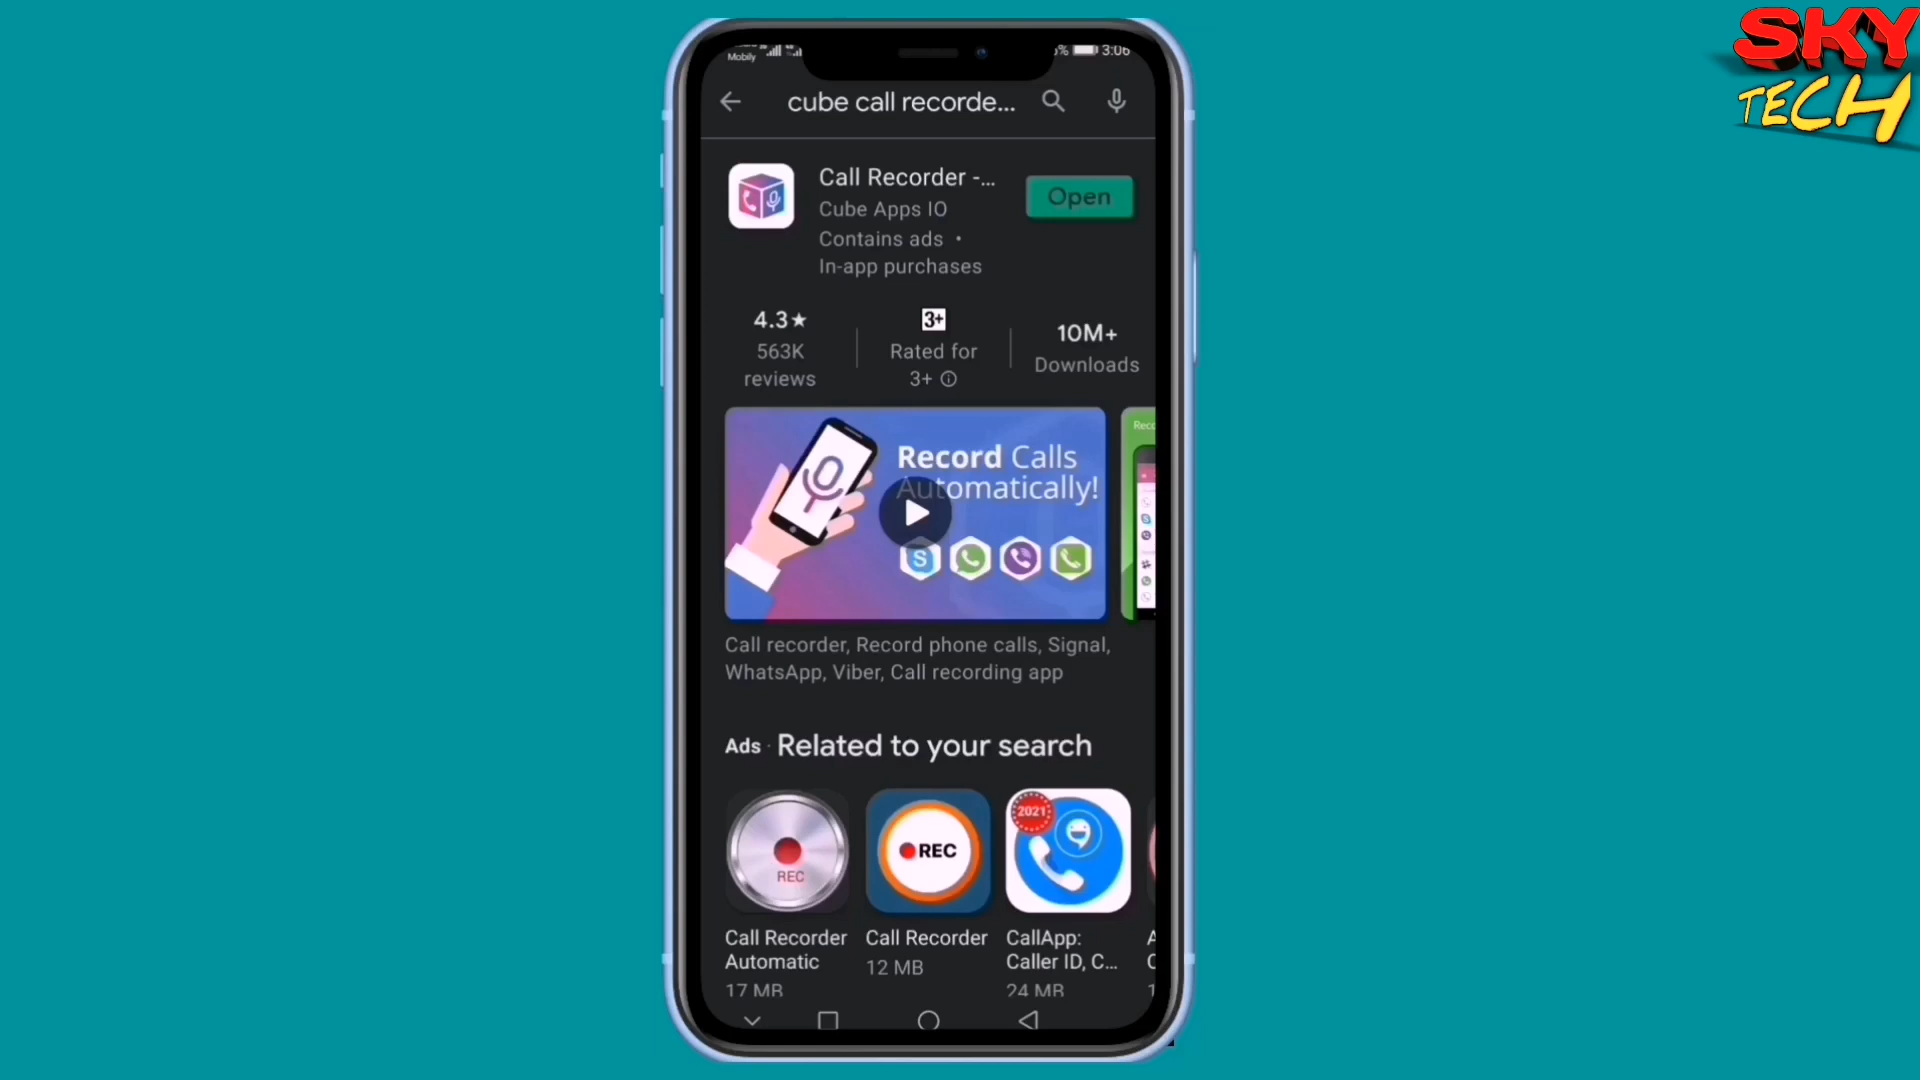 SKY
TECH
Mobily
% 3:06
cube call recorde...
Call Recorder -...
Open
Cube Apps IO
Contains ads •
In-app purchases
4.3★
563K
reviews
3+
Rated for
3+
10M+
Downloads
Record Calls
Automatically!
Reco
S
Call recorder, Record phone calls, Signal,
WhatsApp, Viber, Call recording app
Ads · Related to your search
REC
REC
2021
Call Recorder
Automatic
17 MB
Call Recorder
12 MB
CallApp:
Caller ID, C...
24 MB